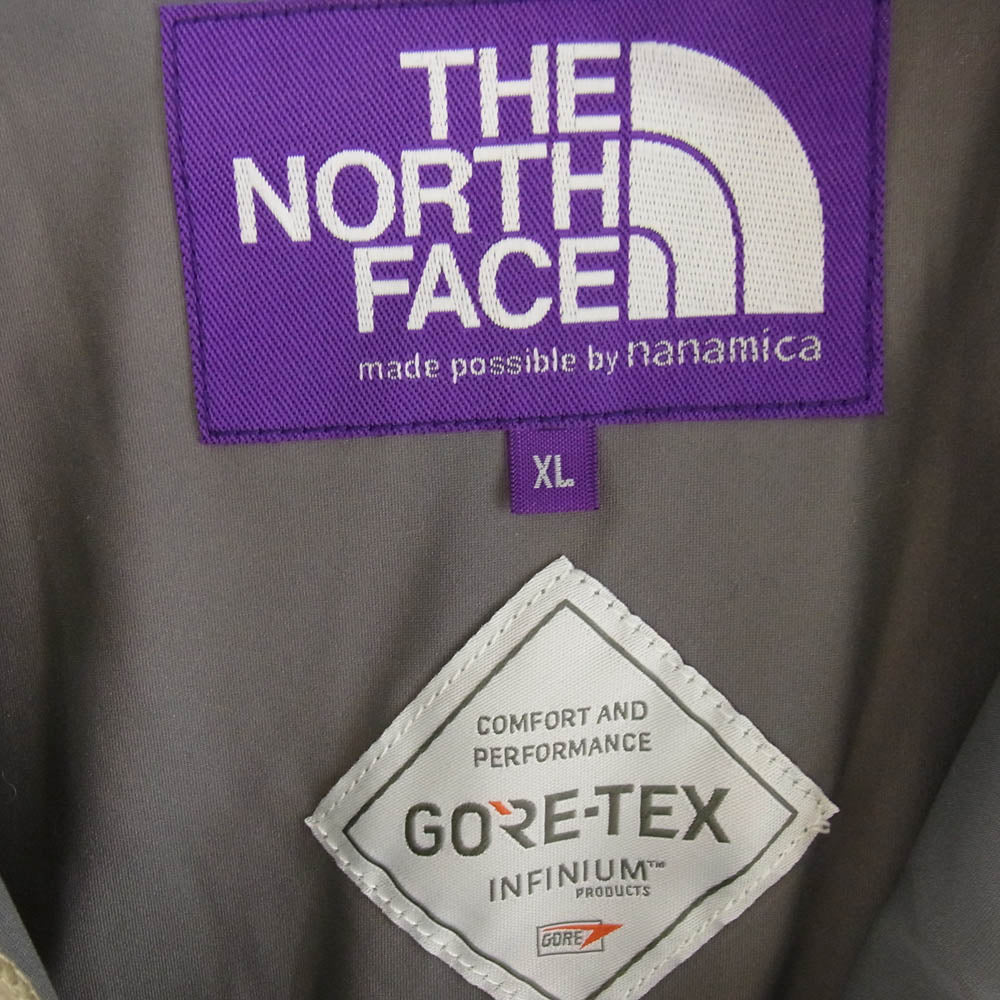 THE
NORTH
FACE
made possible by nanamica
XL
COMFORT AND
PERFORMANCE
GORE-TEX
INFINIUM™
PRODUCTS
GORE